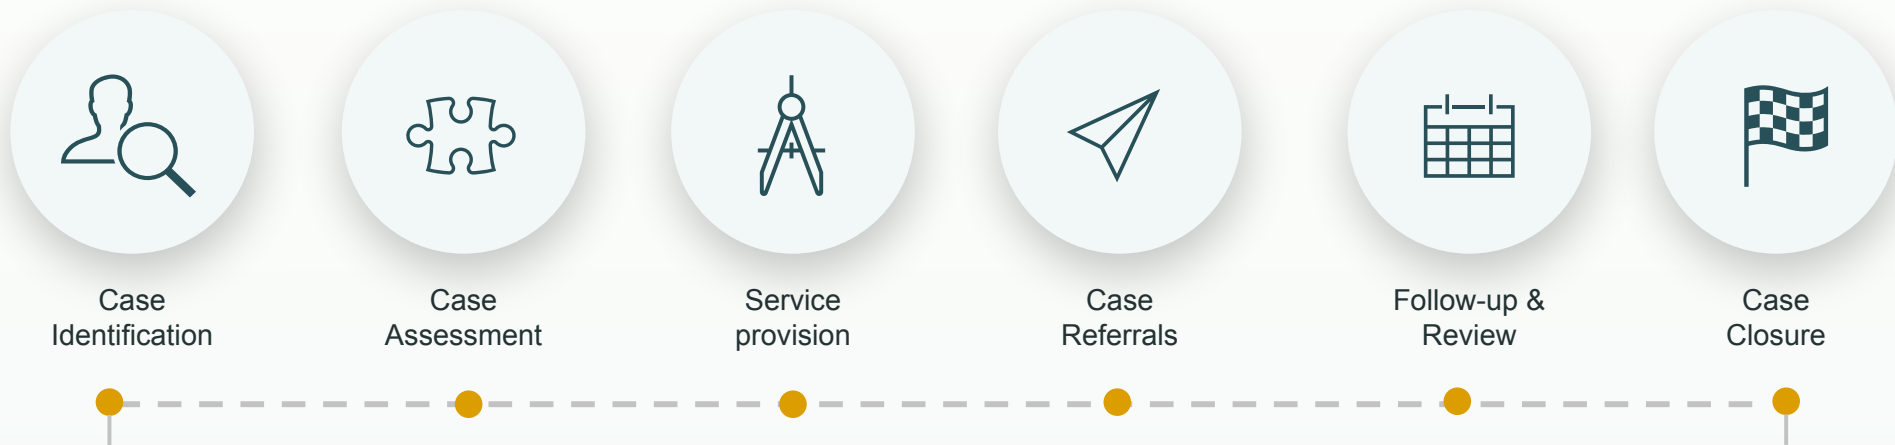 Case
Identification
Case
Assessment
Service
provision
Case
Referrals
Follow-up &
Review
Case
Closure